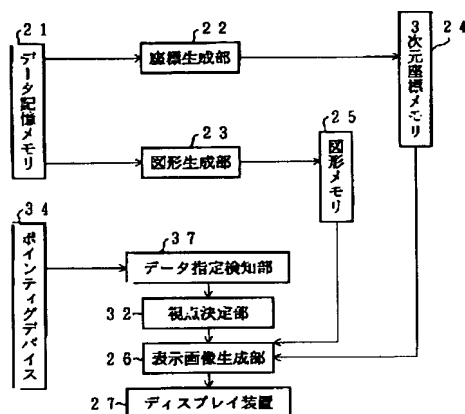 21
データ記憶メモリ
22
座標生成部
3次元座標メモリ
24
23
図形生成部
25
図形メモリ
34
ポインティグデバイス
37
データ指定検知部
32
視点決定部
26
表示画像生成部
27
ディスプレイ装置